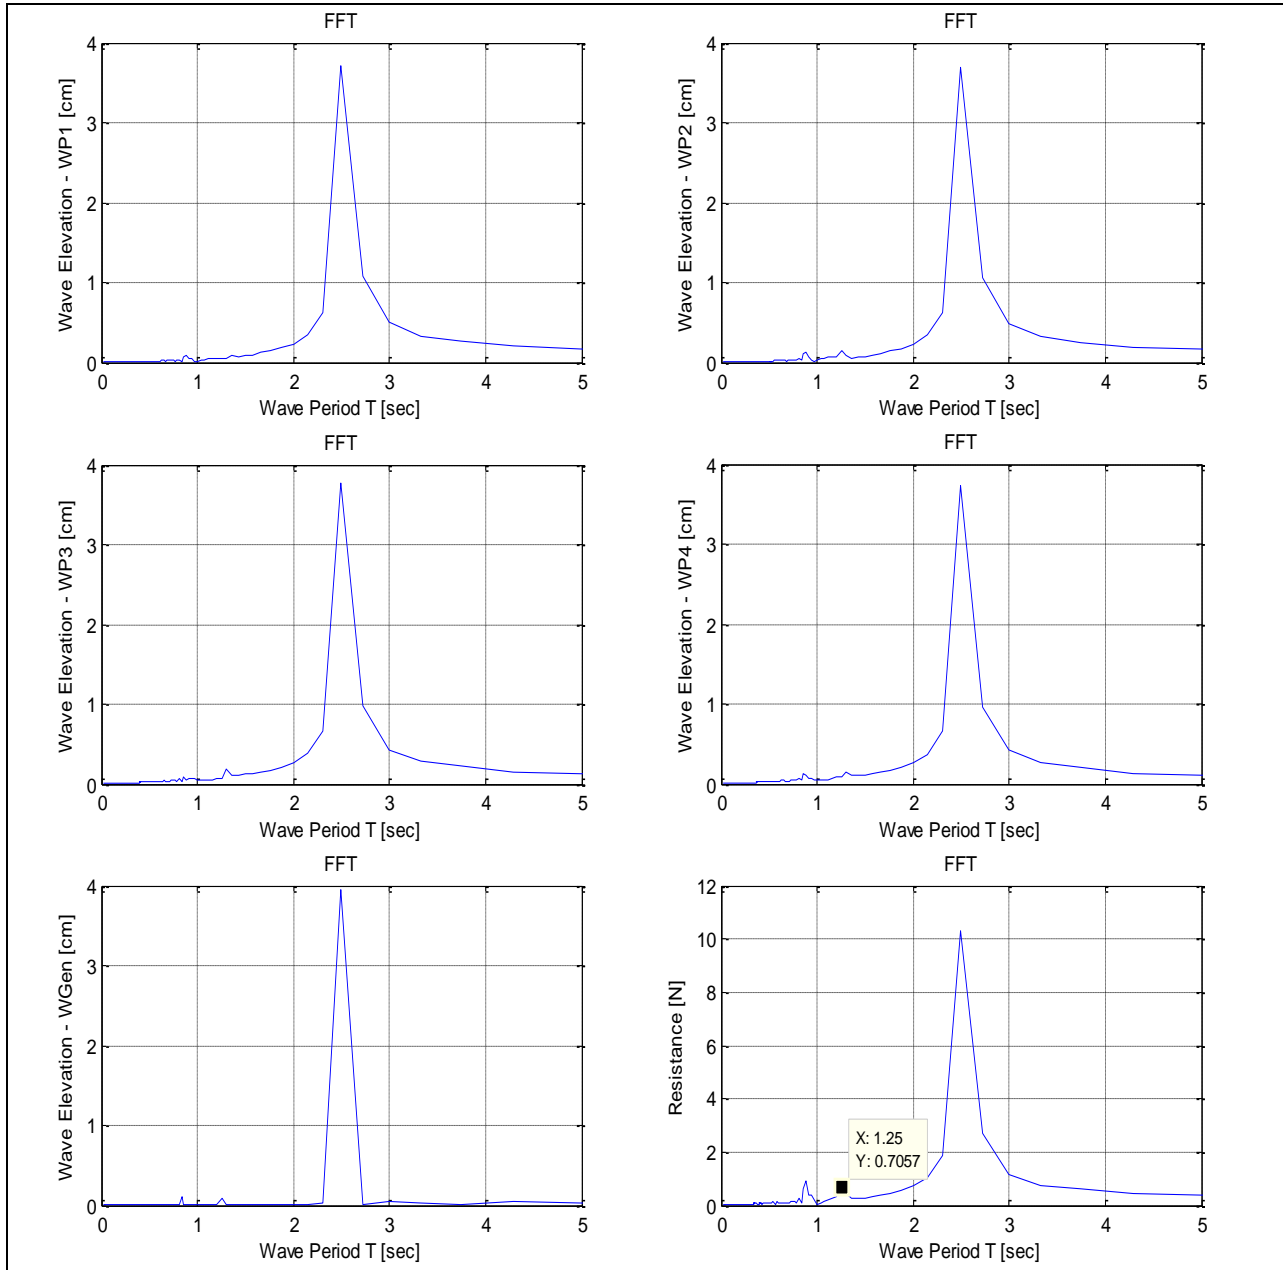 FFT
Wave Elevation - WP1 [cm]
4
3
2
1
0
0 1 2 3 4 5
Wave Period T [sec]
FFT
Wave Elevation - WP2 [cm]
4
3
2
1
0
0 1 2 3 4 5
Wave Period T [sec]
FFT
Wave Elevation - WP3 [cm]
4
3
2
1
0
0 1 2 3 4 5
Wave Period T [sec]
FFT
Wave Elevation - WP4 [cm]
4
3
2
1
0
0 1 2 3 4 5
Wave Period T [sec]
FFT
Wave Elevation - WGen [cm]
4
3
2
1
0
0 1 2 3 4 5
Wave Period T [sec]
FFT
Resistance [N]
12
10
8
6
4
2
0
X: 1.25
Y: 0.7057
0 1 2 3 4 5
Wave Period T [sec]